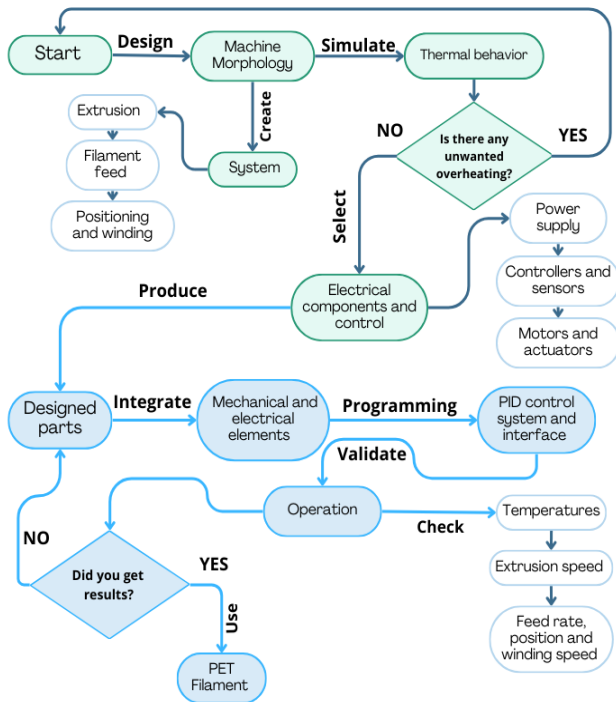 Start
Design
Machine
Morphology
Simulate
Thermal behavior
Create
System
Extrusion
Filament
feed
Positioning
and winding
Is there any
unwanted
overheating?
NO
YES
Select
Electrical
components and
control
Power
supply
Controllers and
sensors
Motors and
actuators
Produce
Designed
parts
Integrate
Mechanical and
electrical
elements
Programming
PID control
system and
interface
Validate
Operation
Check
Temperatures
Extrusion speed
Feed rate,
position and
winding speed
Did you get
results?
NO
YES
Use
PET
Filament